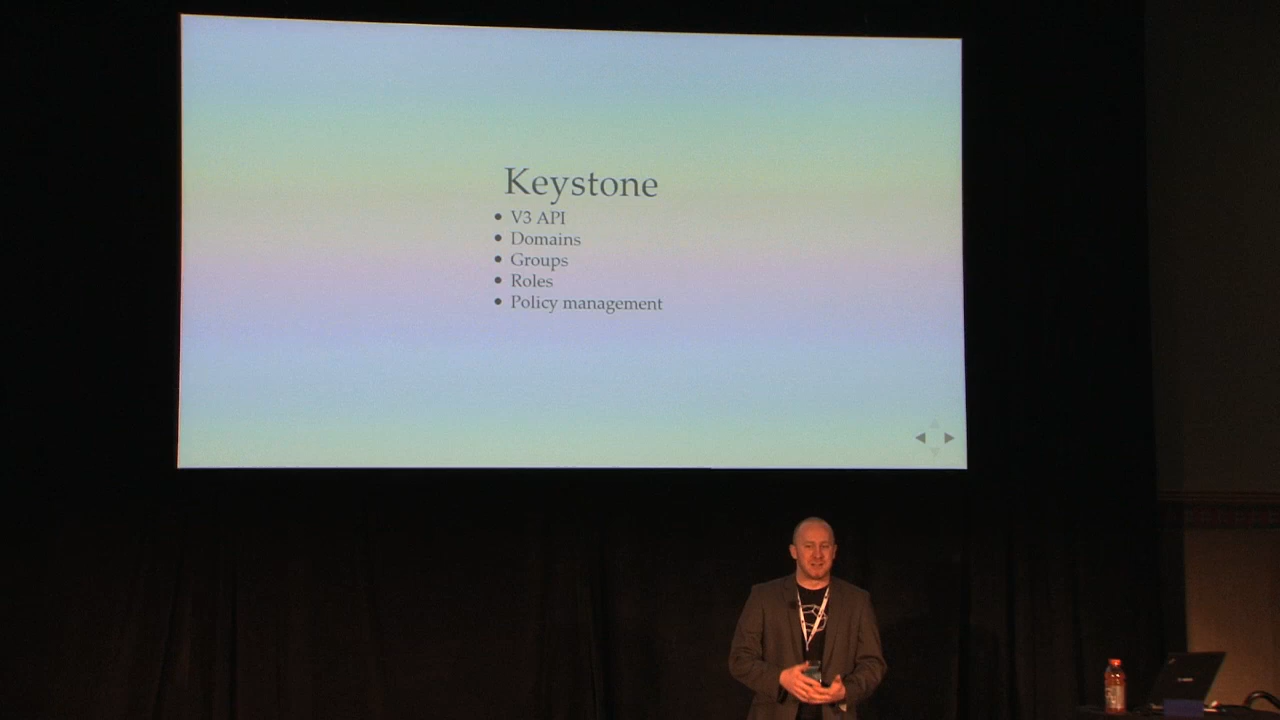 Keystone
• V3 API
• Domains
• Groups
• Roles
• Policy management